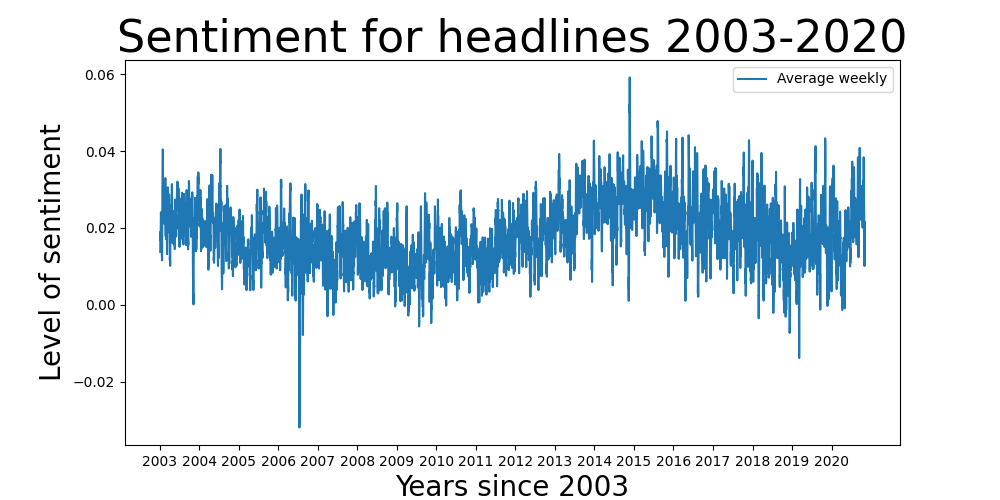 Sentiment for headlines 2003-2020
Average weekly
Level of sentiment
0.06
0.04
0.02
0.00
−0.02
2003 2004 2005 2006 2007 2008 2009 2010 2011 2012 2013 2014 2015 2016 2017 2018 2019 2020
Years since 2003